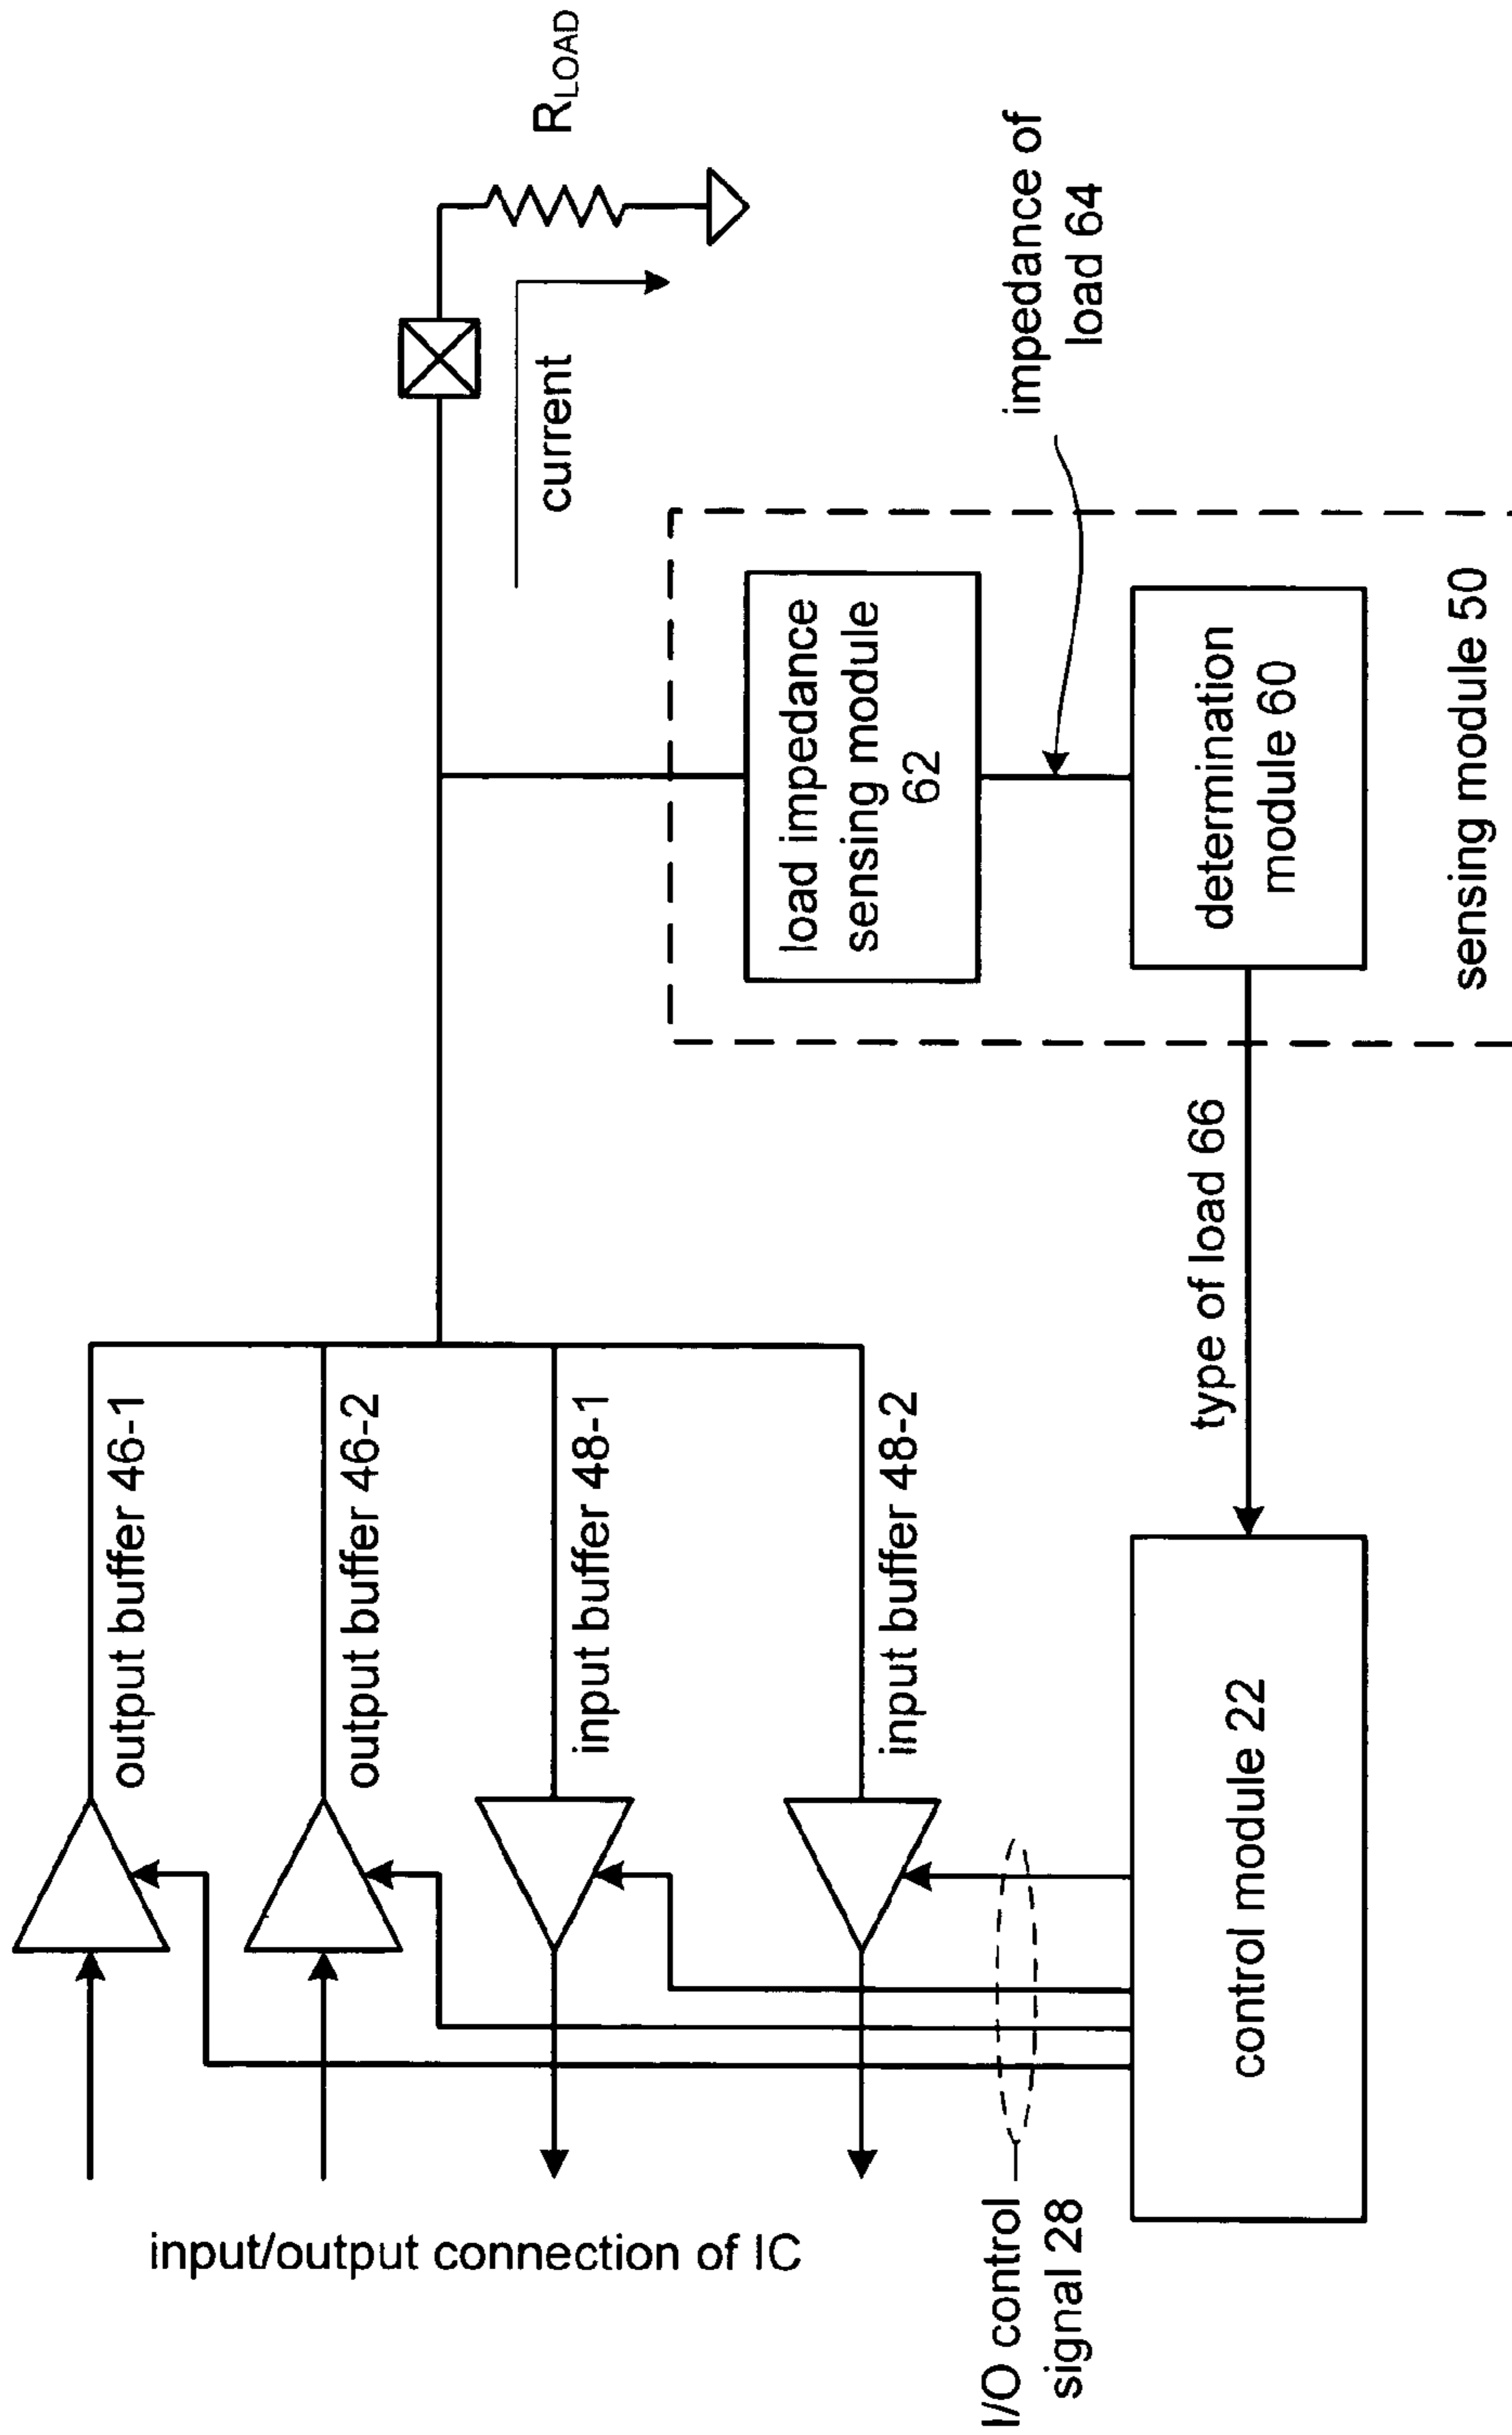 input/output connection of IC
output buffer 46-1
output buffer 46-2
input buffer 48-1
input buffer 48-2
R_LOAD
current
I/O control
signal 28
control module 22
type of load 66
load impedance
sensing module
62
impedance of
load 64
determination
module 60
sensing module 50